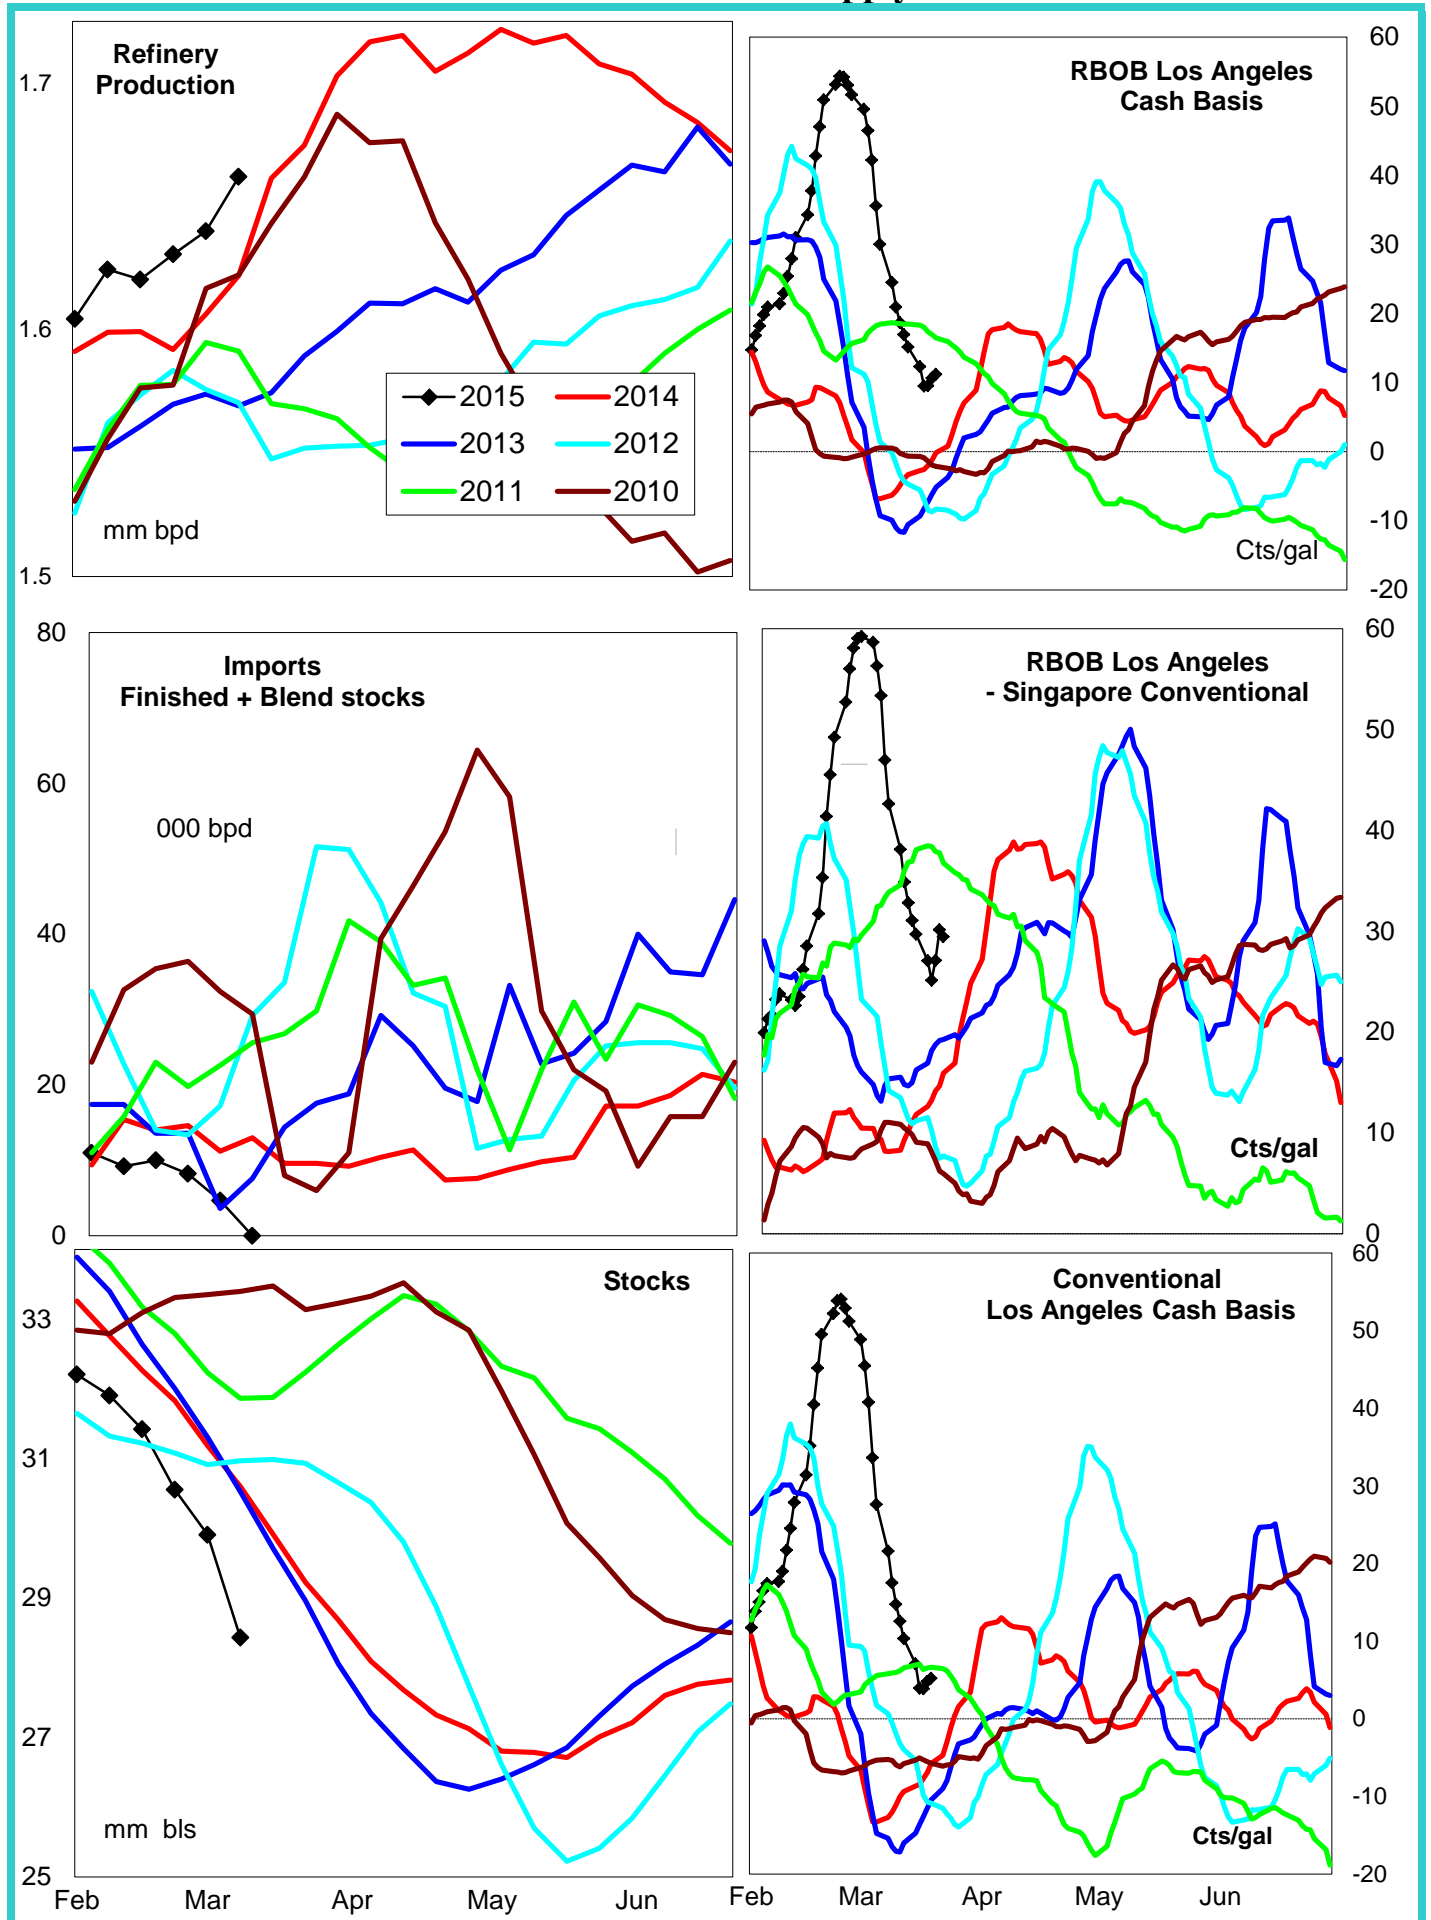 Refinery
Production
1.7
1.6
1.5
mm bpd
2015
2014
2013
2012
2011
2010
RBOB Los Angeles
Cash Basis
60
50
40
30
20
10
0
-10
-20
Cts/gal
Imports
Finished + Blend stocks
80
60
40
20
0
000 bpd
RBOB Los Angeles
- Singapore Conventional
60
50
40
30
20
10
0
Cts/gal
Stocks
33
31
29
27
25
mm bls
Feb
Mar
Apr
May
Jun
Conventional
Los Angeles Cash Basis
60
50
40
30
20
10
0
-10
-20
Cts/gal
Feb
Mar
Apr
May
Jun